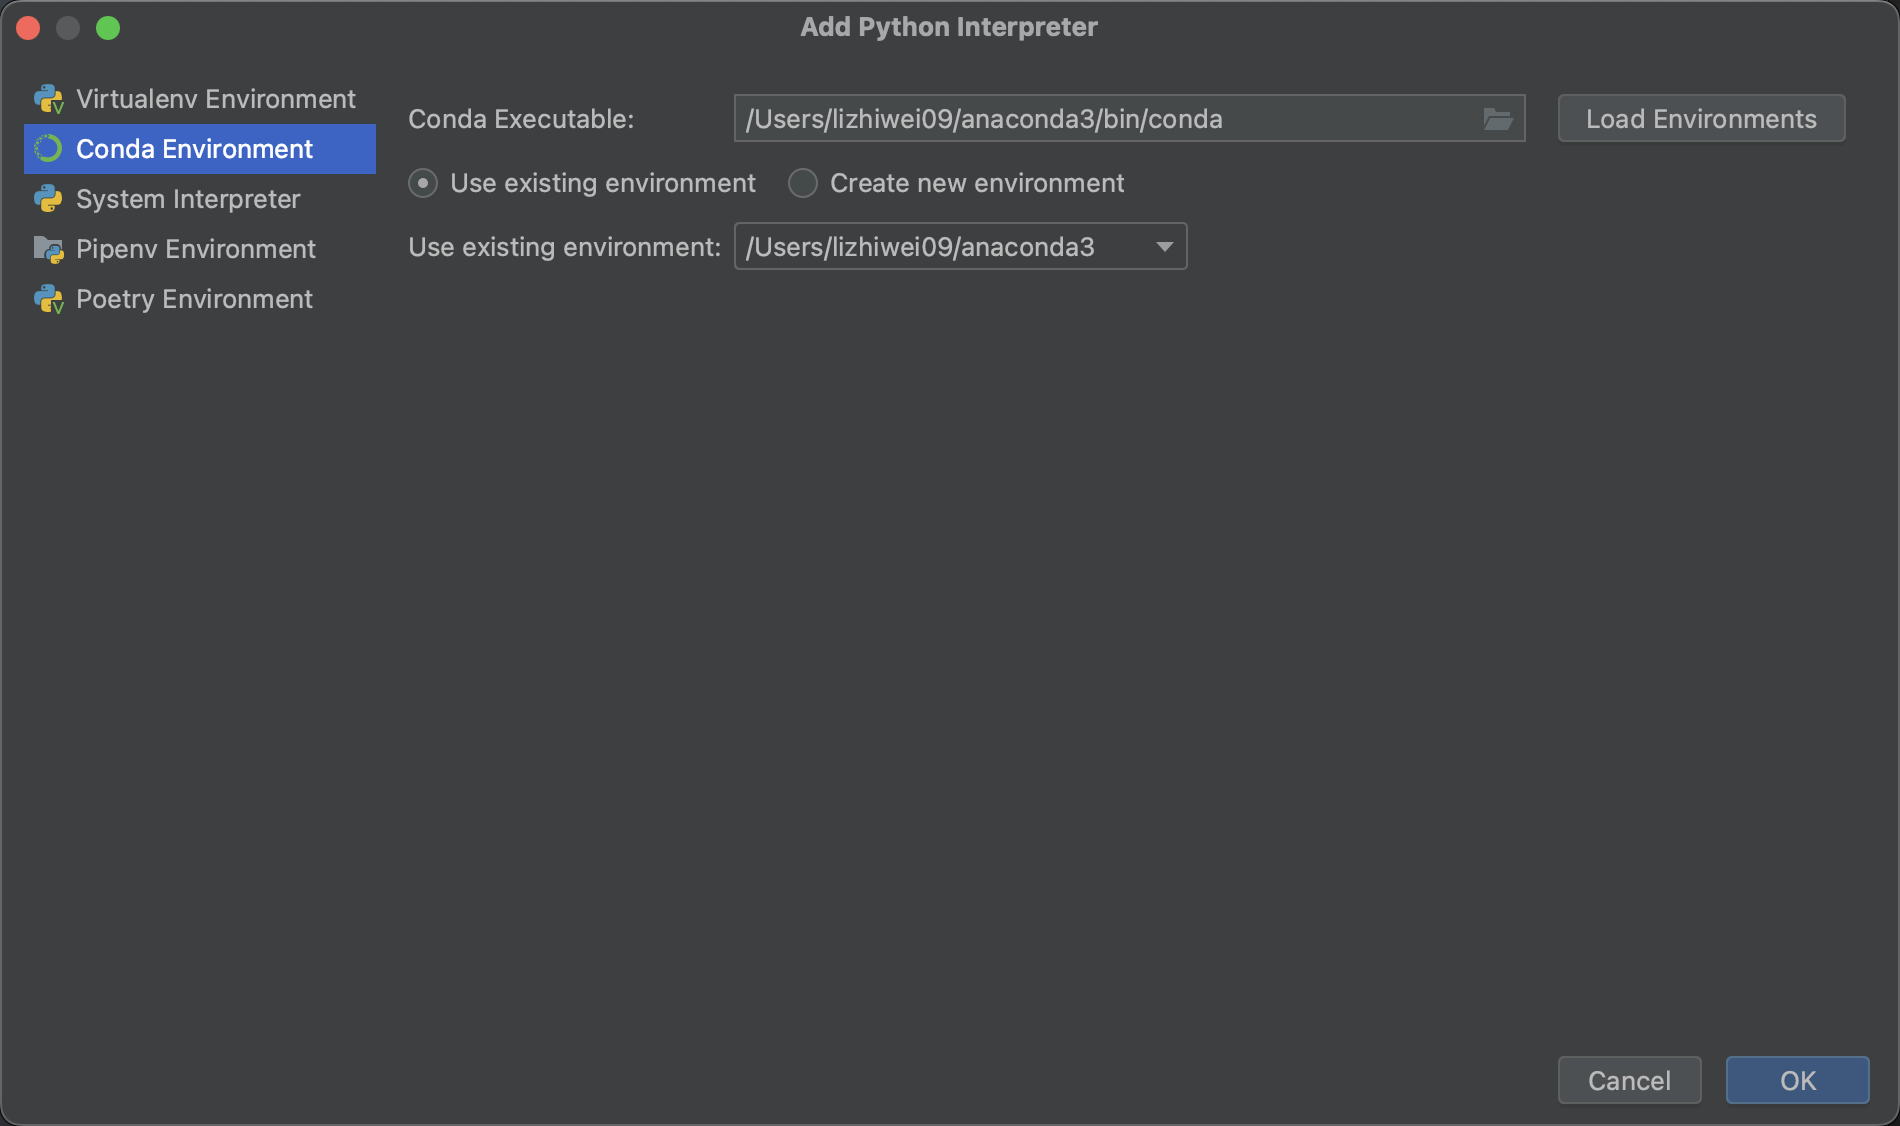 Add Python Interpreter
Virtualenv Environment
Conda Environment
System Interpreter
Pipenv Environment
Poetry Environment
Conda Executable: /Users/lizhiwei09/anaconda3/bin/conda Load Environments
Use existing environment Create new environment
Use existing environment: /Users/lizhiwei09/anaconda3
Cancel OK